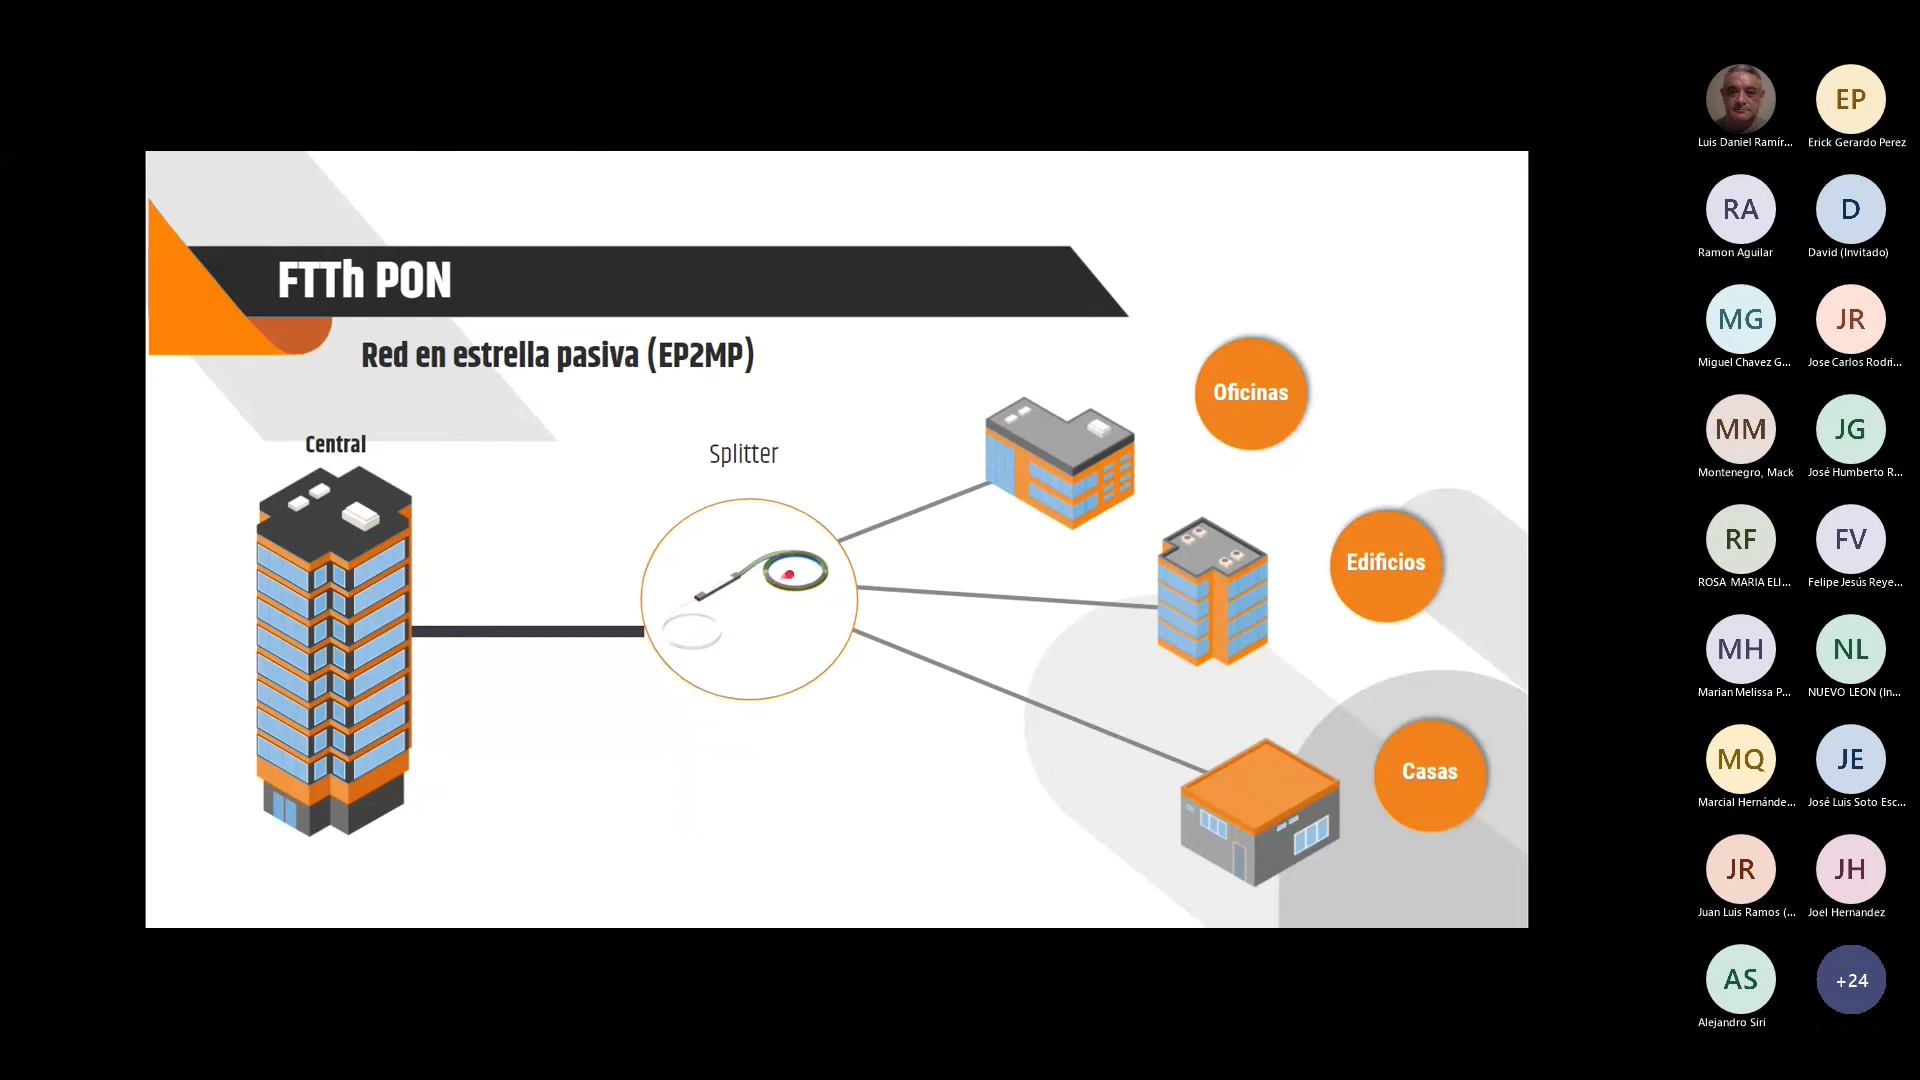 FTTh PON
Red en estrella pasiva (EP2MP)
Central
Splitter
Oficinas
Edificios
Casas
Luis Daniel Ramír...
EP
Erick Gerardo Perez
RA
Ramon Aguilar
D
David (Invitado)
MG
Miguel Chavez G...
JR
Jose Carlos Rodri...
MM
Montenegro, Mack
JG
José Humberto R...
RF
ROSA MARIA ELI...
FV
Felipe Jesús Reye...
MH
Marian Melissa P...
NL
NUEVO LEON (In...
MQ
Marcial Hernánde...
JE
José Luis Soto Esc...
JR
Juan Luis Ramos (...
JH
Joel Hernandez
AS
Alejandro Siri
+24